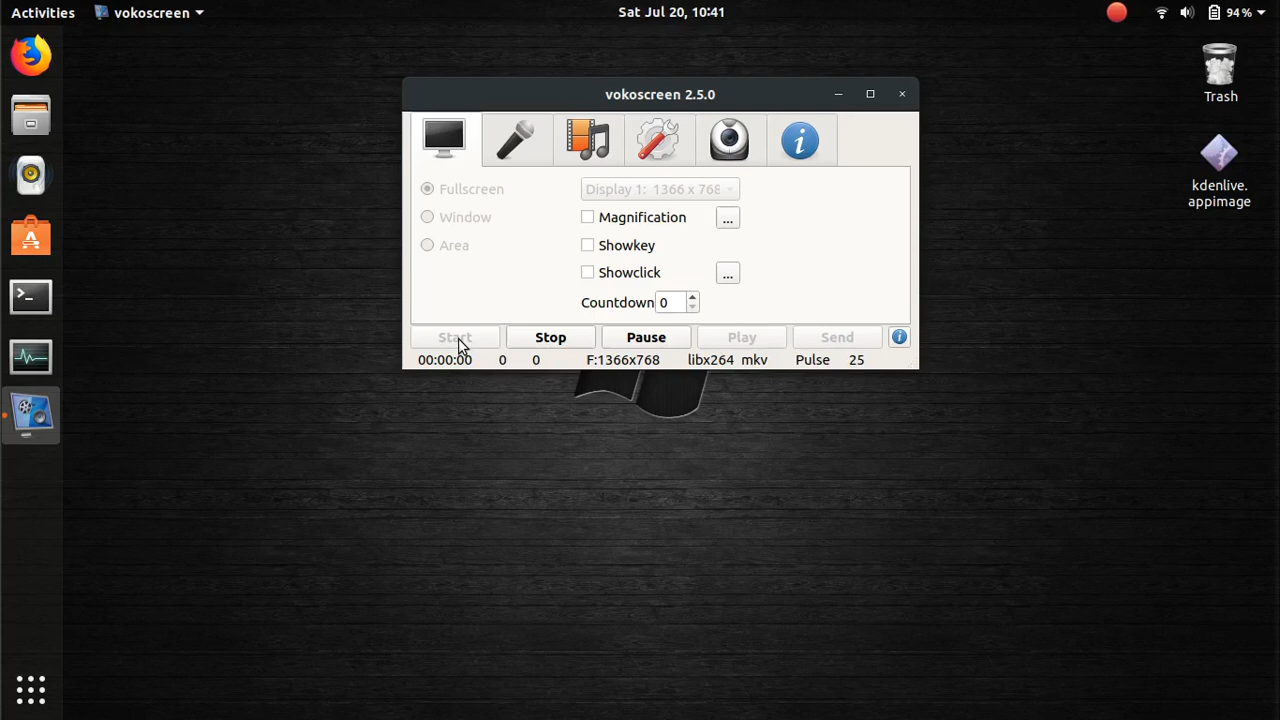 Activities vokoscreen Sat Jul 20, 10:41 94%
Trash
kdenlive.
appimage
vokoscreen 2.5.0
Fullscreen Display 1: 1366 x 768
Window Magnification ...
Area Showkey
Showclick ...
Countdown 0
Start Stop Pause Play Send
00:00:00 0 0 F:1366x768 libx264 mkv Pulse 25